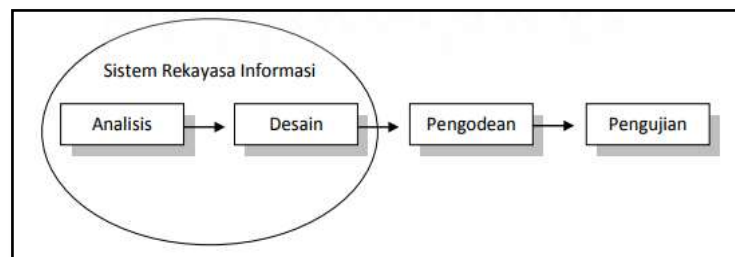 Sistem Rekayasa Informasi
Analisis
Desain
Pengodean
Pengujian